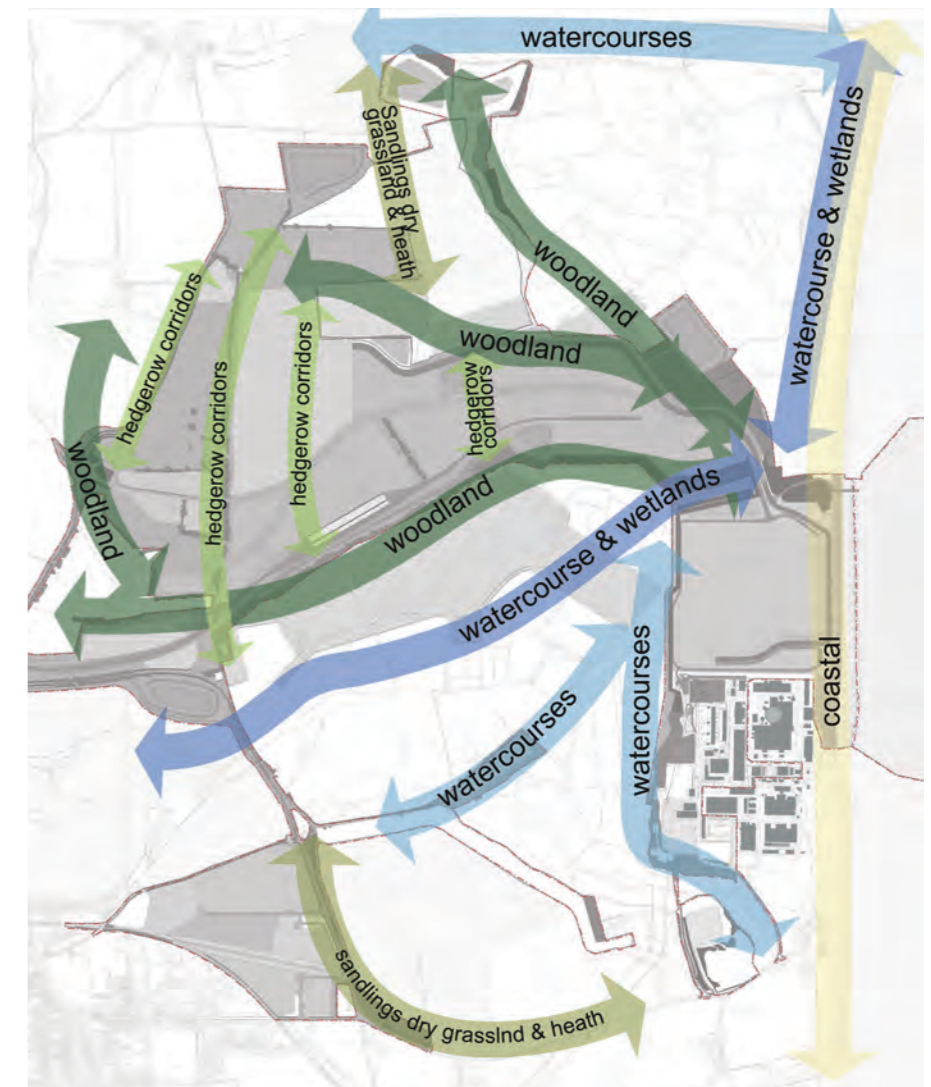 watercourses
Sandlings dry
grassland & heath
watercourse & wetlands
woodland
woodland
hedgerow corridors
hedgerow corridors
hedgerow corridors
hedgerow
corridors
woodland
woodland
watercourse & wetlands
watercourses
watercourses
coastal
sandlings dry grasslnd & heath